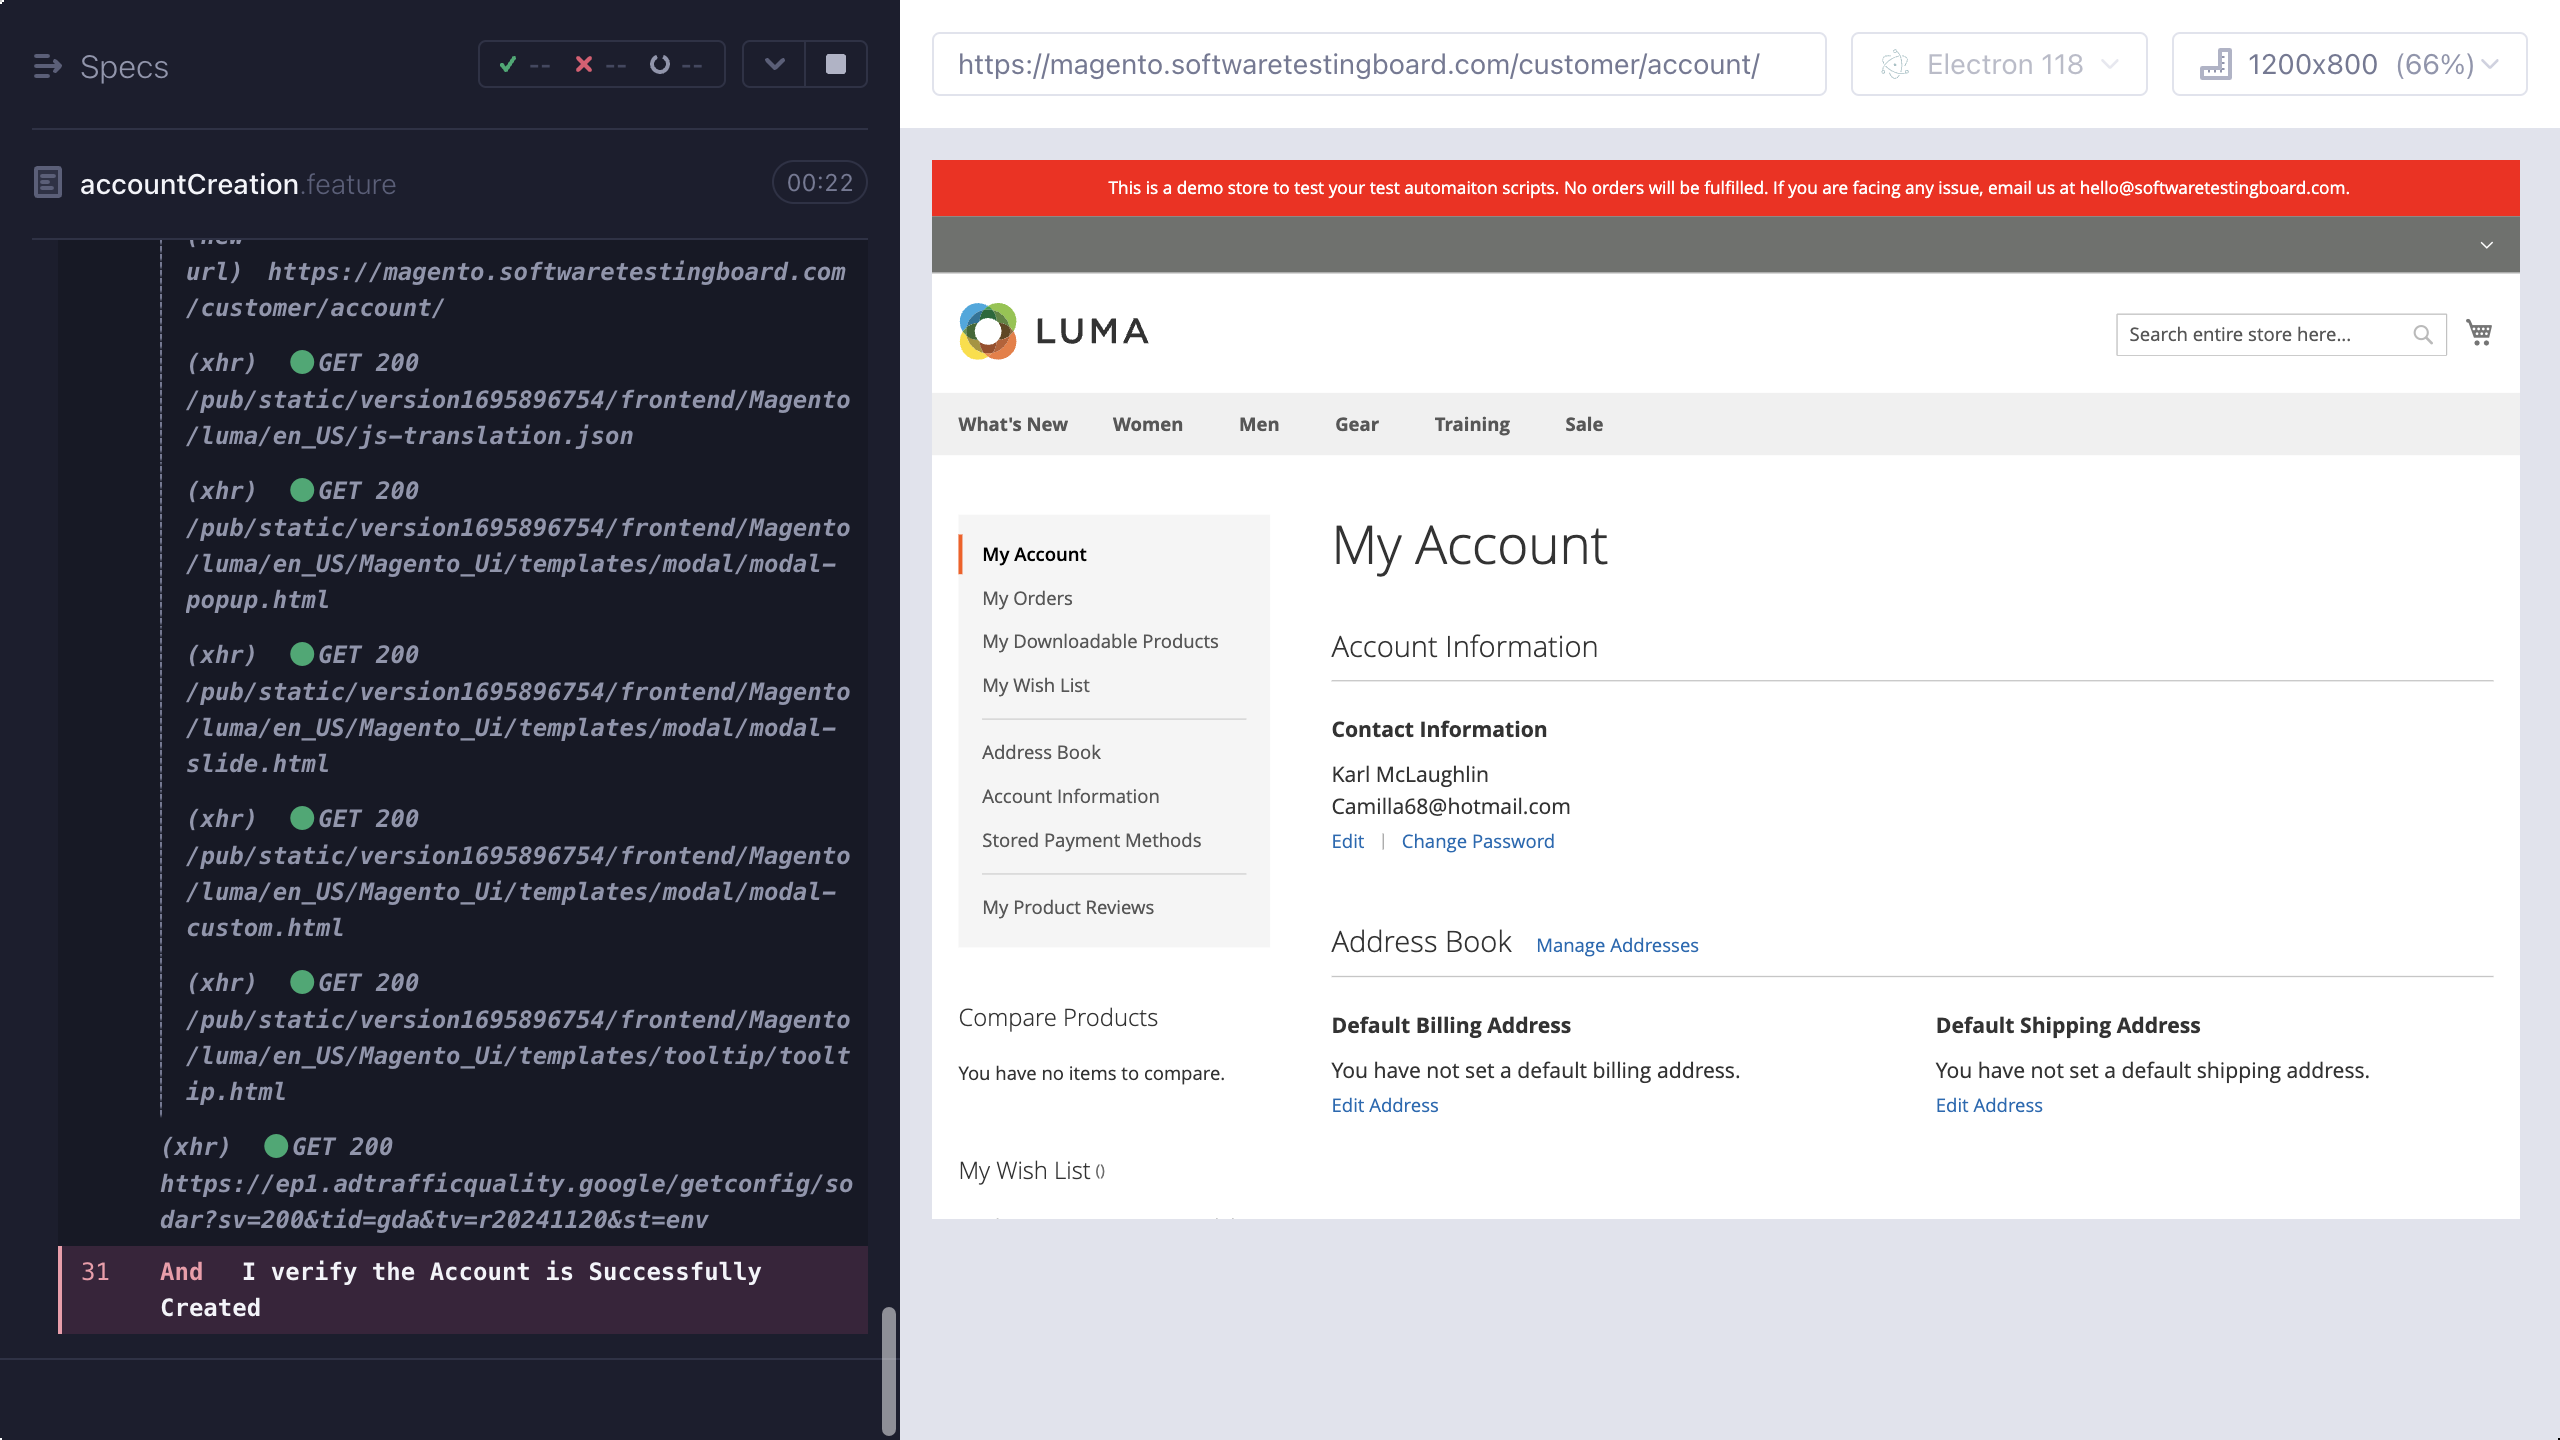 Specs
-- -- --
accountCreation.feature
00:22
(new
url) https://magento.softwaretestingboard.com
/customer/account/
(xhr) GET 200
/pub/static/version1695896754/frontend/Magento
/luma/en_US/js-translation.json
(xhr) GET 200
/pub/static/version1695896754/frontend/Magento
/luma/en_US/Magento_Ui/templates/modal/modal-
popup.html
(xhr) GET 200
/pub/static/version1695896754/frontend/Magento
/luma/en_US/Magento_Ui/templates/modal/modal-
slide.html
(xhr) GET 200
/pub/static/version1695896754/frontend/Magento
/luma/en_US/Magento_Ui/templates/modal/modal-
custom.html
(xhr) GET 200
/pub/static/version1695896754/frontend/Magento
/luma/en_US/Magento_Ui/templates/tooltip/toolt
ip.html
(xhr) GET 200
https://ep1.adtrafficquality.google/getconfig/so
dar?sv=200&tid=gda&tv=r20241120&st=env
31 And I verify the Account is Successfully
Created
https://magento.softwaretestingboard.com/customer/account/
Electron 118
1200x800 (66%)
This is a demo store to test your test automaiton scripts. No orders will be fulfilled. If you are facing any issue, email us at hello@softwaretestingboard.com.
LUMA
Search entire store here...
What's New Women Men Gear Training Sale
My Account
My Orders
My Downloadable Products
My Wish List
Address Book
Account Information
Stored Payment Methods
My Product Reviews
Compare Products
You have no items to compare.
My Wish List ()
My Account
Account Information
Contact Information
Karl McLaughlin
Camilla68@hotmail.com
Edit | Change Password
Address Book Manage Addresses
Default Billing Address
You have not set a default billing address.
Edit Address
Default Shipping Address
You have not set a default shipping address.
Edit Address